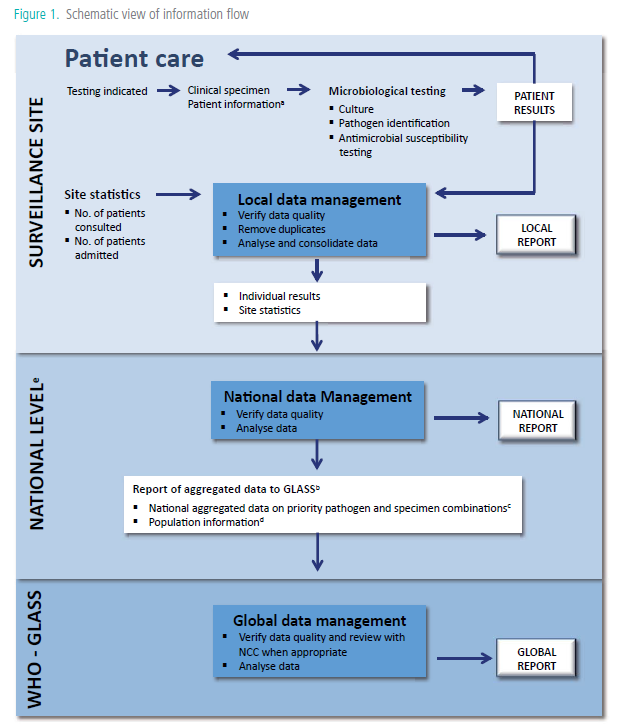 Figure 1. Schematic view of information flow
SURVEILLANCE SITE
Patient care
Testing indicated
Clinical specimen
Patient informationᵃ
Microbiological testing
▪ Culture
▪ Pathogen identification
▪ Antimicrobial susceptibility
testing
PATIENT
RESULTS
Site statistics
▪ No. of patients
consulted
▪ No. of patients
admitted
Local data management
▪ Verify data quality
▪ Remove duplicates
▪ Analyse and consolidate data
LOCAL
REPORT
▪ Individual results
▪ Site statistics
NATIONAL LEVELᵉ
National data Management
▪ Verify data quality
▪ Analyse data
NATIONAL
REPORT
Report of aggregated data to GLASSᵇ
▪ National aggregated data on priority pathogen and specimen combinationsᶜ
▪ Population informationᵈ
WHO - GLASS
Global data management
▪ Verify data quality and review with
NCC when appropriate
▪ Analyse data
GLOBAL
REPORT